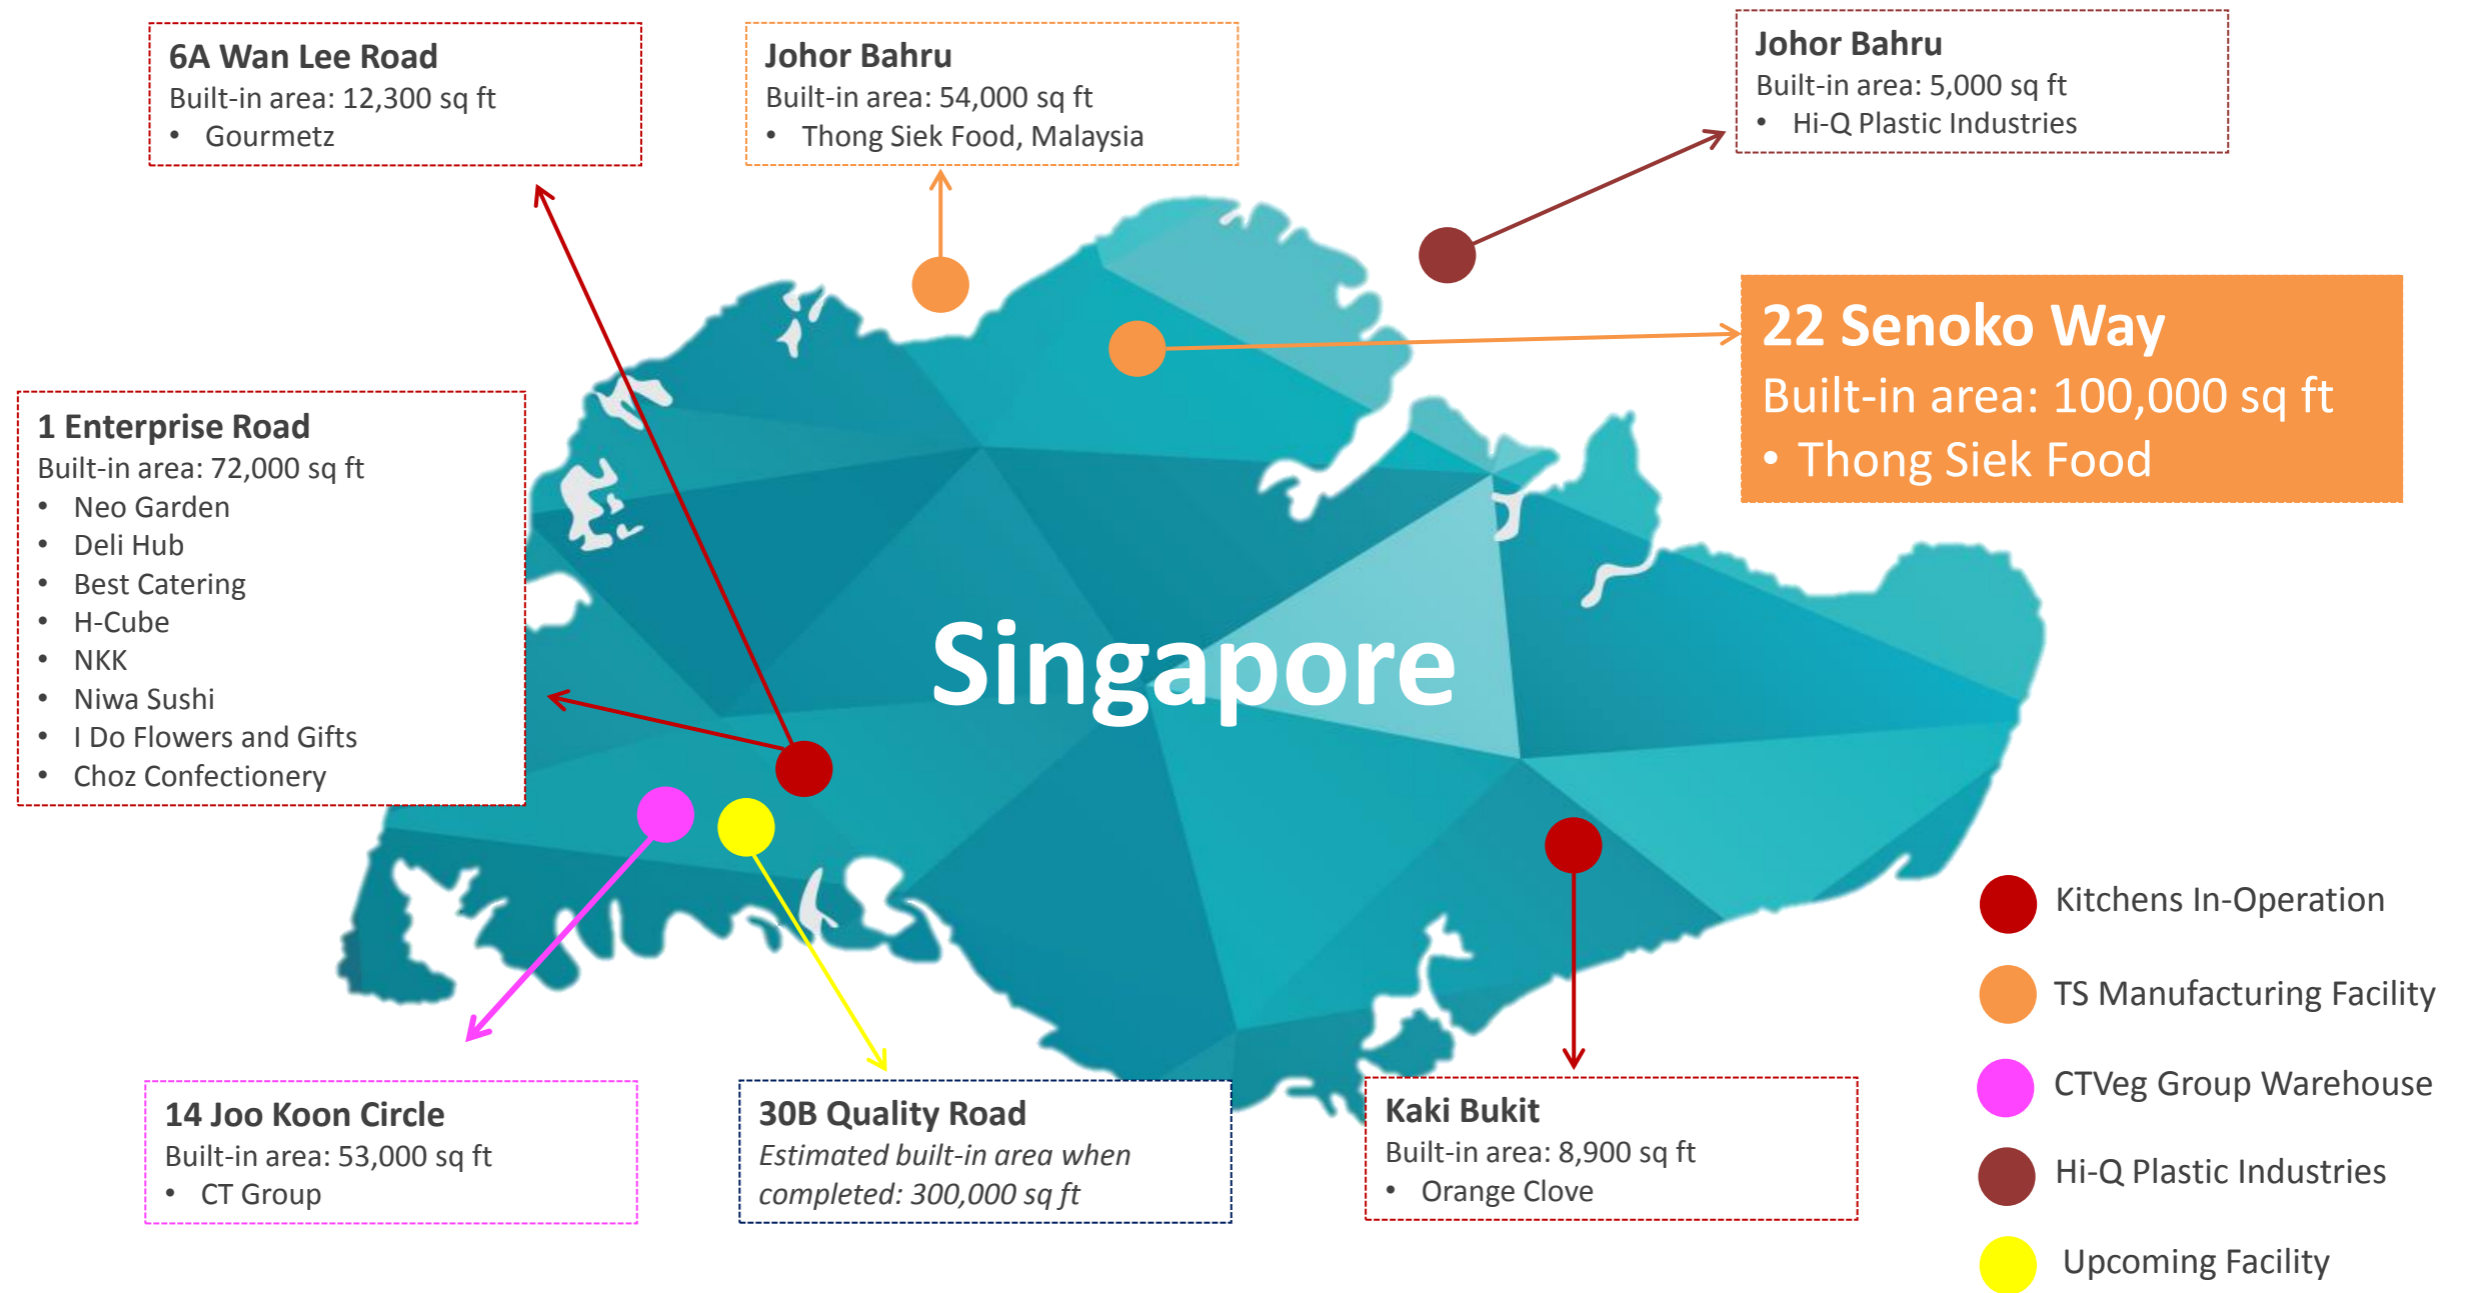 6A Wan Lee Road
Built-in area: 12,300 sq ft
• Gourmetz
Johor Bahru
Built-in area: 54,000 sq ft
• Thong Siek Food, Malaysia
Johor Bahru
Built-in area: 5,000 sq ft
• Hi-Q Plastic Industries
22 Senoko Way
Built-in area: 100,000 sq ft
• Thong Siek Food
1 Enterprise Road
Built-in area: 72,000 sq ft
• Neo Garden
• Deli Hub
• Best Catering
• H-Cube
• NKK
• Niwa Sushi
• I Do Flowers and Gifts
• Choz Confectionery
Singapore
14 Joo Koon Circle
Built-in area: 53,000 sq ft
• CT Group
30B Quality Road
Estimated built-in area when
completed: 300,000 sq ft
Kaki Bukit
Built-in area: 8,900 sq ft
• Orange Clove
Kitchens In-Operation
TS Manufacturing Facility
CTVeg Group Warehouse
Hi-Q Plastic Industries
Upcoming Facility